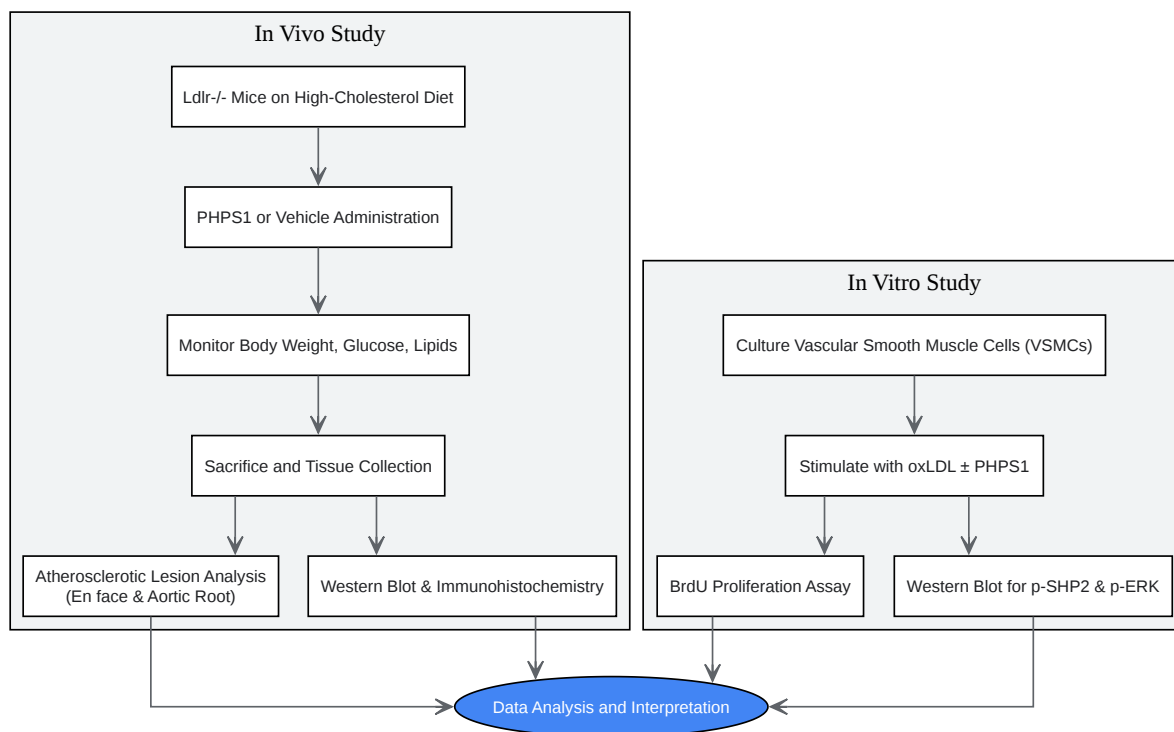 In Vivo Study
Ldlr-/- Mice on High-Cholesterol Diet
PHPS1 or Vehicle Administration
Monitor Body Weight, Glucose, Lipids
Sacrifice and Tissue Collection
Atherosclerotic Lesion Analysis
(En face & Aortic Root)
Western Blot & Immunohistochemistry
In Vitro Study
Culture Vascular Smooth Muscle Cells (VSMCs)
Stimulate with oxLDL ± PHPS1
BrdU Proliferation Assay
Western Blot for p-SHP2 & p-ERK
Data Analysis and Interpretation